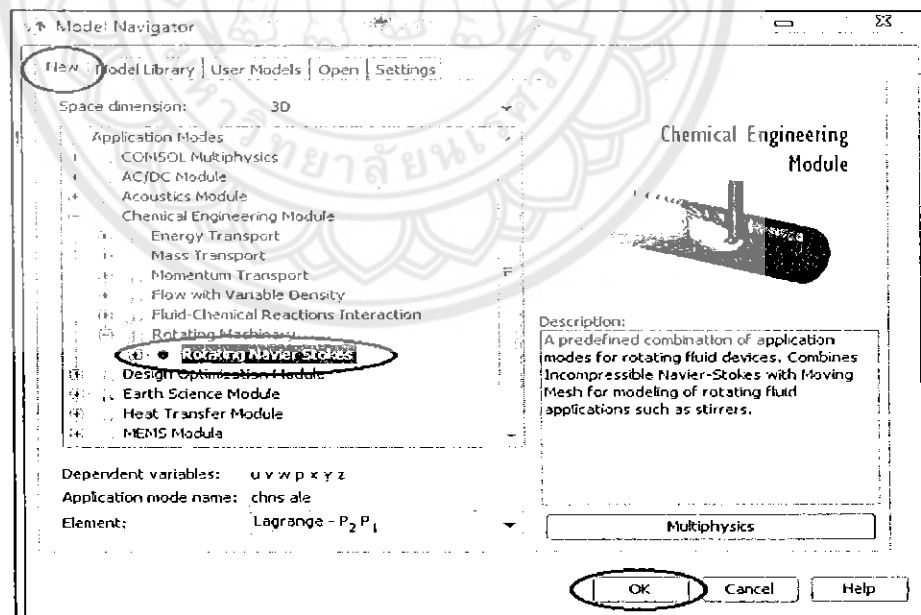 Model Navigator
New Model Library User Models Open Settings
Space dimension: 3D
Application Modes
COMSOL Multiphysics
AC/DC Module
Acoustics Module
Chemical Engineering Module
Energy Transport
Mass Transport
Momentum Transport
Flow with Variable Density
Fluid-Chemical Reactions Interaction
Rotating Machinery
Rotating Navier Stokes
Design Optimization Module
Earth Science Module
Heat Transfer Module
MEMS Module
Dependent variables: u v w p x y z
Application mode name: chns ale
Element: Lagrange - P2 P1
Chemical Engineering
Module
Description:
A predefined combination of application
modes for rotating fluid devices. Combines
Incompressible Navier-Stokes with Moving
Mesh for modeling of rotating fluid
applications such as stirrers.
Multiphysics
OK Cancel Help